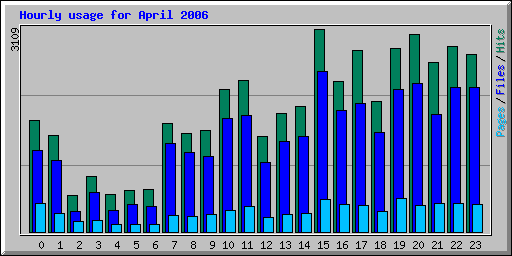 Hourly usage for April 2006
3109
Pages / Files / Hits
0 1 2 3 4 5 6 7 8 9 10 11 12 13 14 15 16 17 18 19 20 21 22 23